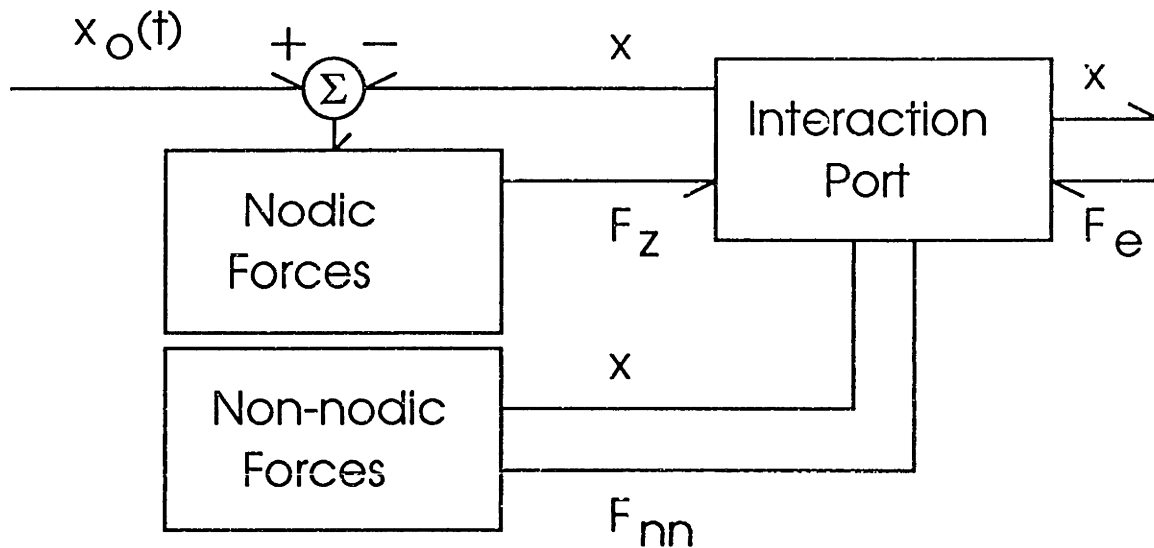 x_o(t)
+
−
x
Σ
Interaction
Port
x
Nodic
Forces
F_z
F_e
x
Non-nodic
Forces
F_nn